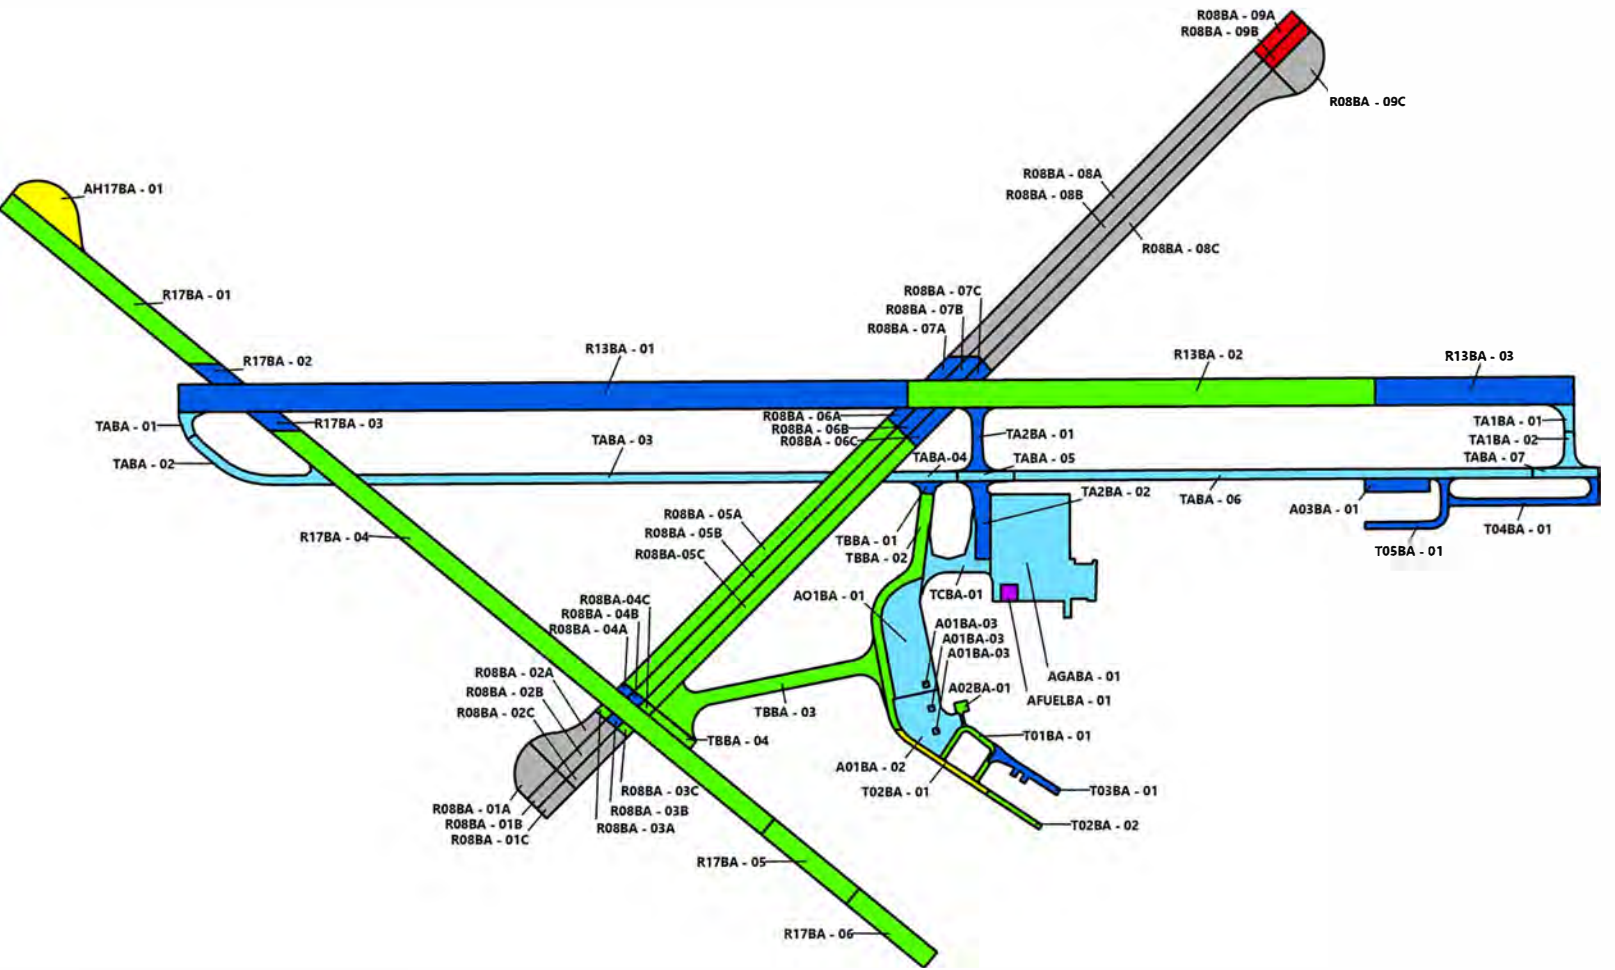 R08BA - 09A
R08BA - 09B
R08BA - 09C
R08BA - 08A
AH17BA - 01
R08BA - 08B
R08BA - 08C
R17BA - 01
R08BA - 07C
R08BA - 07B
R08BA - 07A
R13BA - 01
R13BA - 02
R13BA - 03
R17BA - 02
R08BA - 06A
R17BA - 03
TABA - 01
R08BA - 06B
TA2BA - 01
TA1BA - 01
TABA - 03
R08BA - 06C
TA1BA - 02
TABA - 02
TABA-04
TABA - 05
TABA - 07
TA2BA - 02
TABA - 06
A03BA - 01
R08BA - 05A
T04BA - 01
R08BA - 05B
R17BA - 04
TBBA - 01
T05BA - 01
R08BA-05C
TBBA - 02
TCBA-01
AO1BA - 01
R08BA-04C
R08BA - 04B
R08BA - 04A
A01BA-03
A01BA-03
A01BA-03
R08BA - 02A
AGABA - 01
R08BA - 02B
A02BA-01
AFUELBA - 01
R08BA - 02C
TBBA - 03
TBBA - 04
T01BA - 01
A01BA - 02
R08BA - 03C
T02BA - 01
T03BA - 01
R08BA - 01A
R08BA - 03B
R08BA - 01B
R08BA - 03A
T02BA - 02
R08BA - 01C
R17BA - 05
R17BA - 06